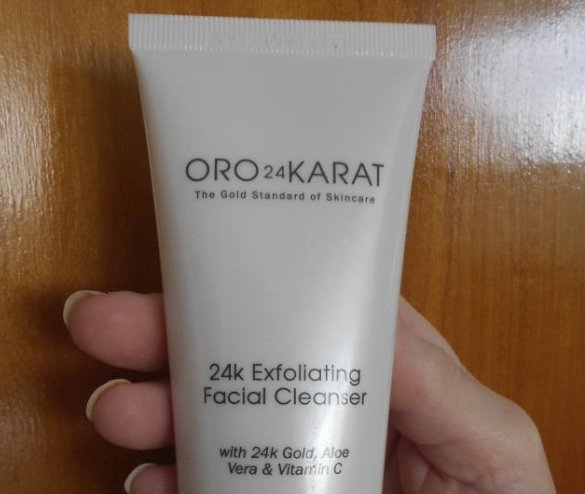 ORO 24 KARAT
The Gold Standard of Skincare
24k Exfoliating
Facial Cleanser
with 24k Gold, Aloe
Vera & Vitamin C